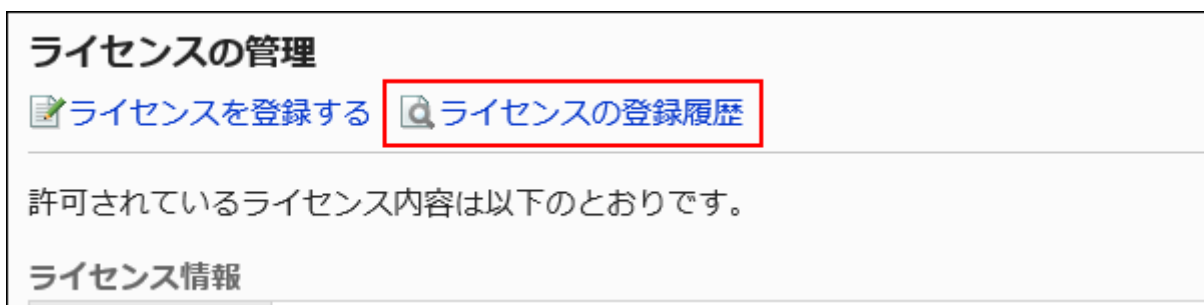 ライセンスの管理
ライセンスを登録する ライセンスの登録履歴
許可されているライセンス内容は以下のとおりです。
ライセンス情報